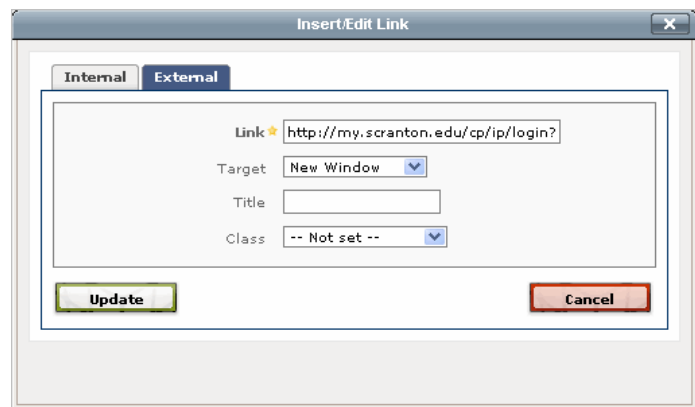 Insert/Edit Link
Internal External
Link http://my.scranton.edu/cp/ip/login?
Target New Window
Title
Class -- Not set --
Update Cancel